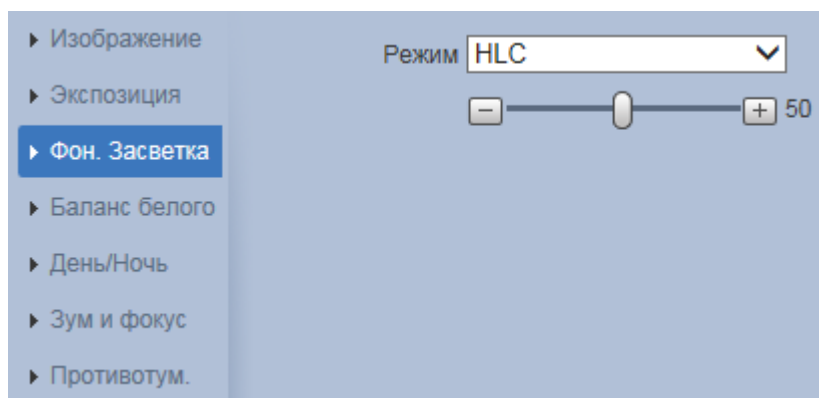 Изображение
Экспозиция
Фон. Засветка
Баланс белого
День/Ночь
Зум и фокус
Противотум.
Режим HLC
50